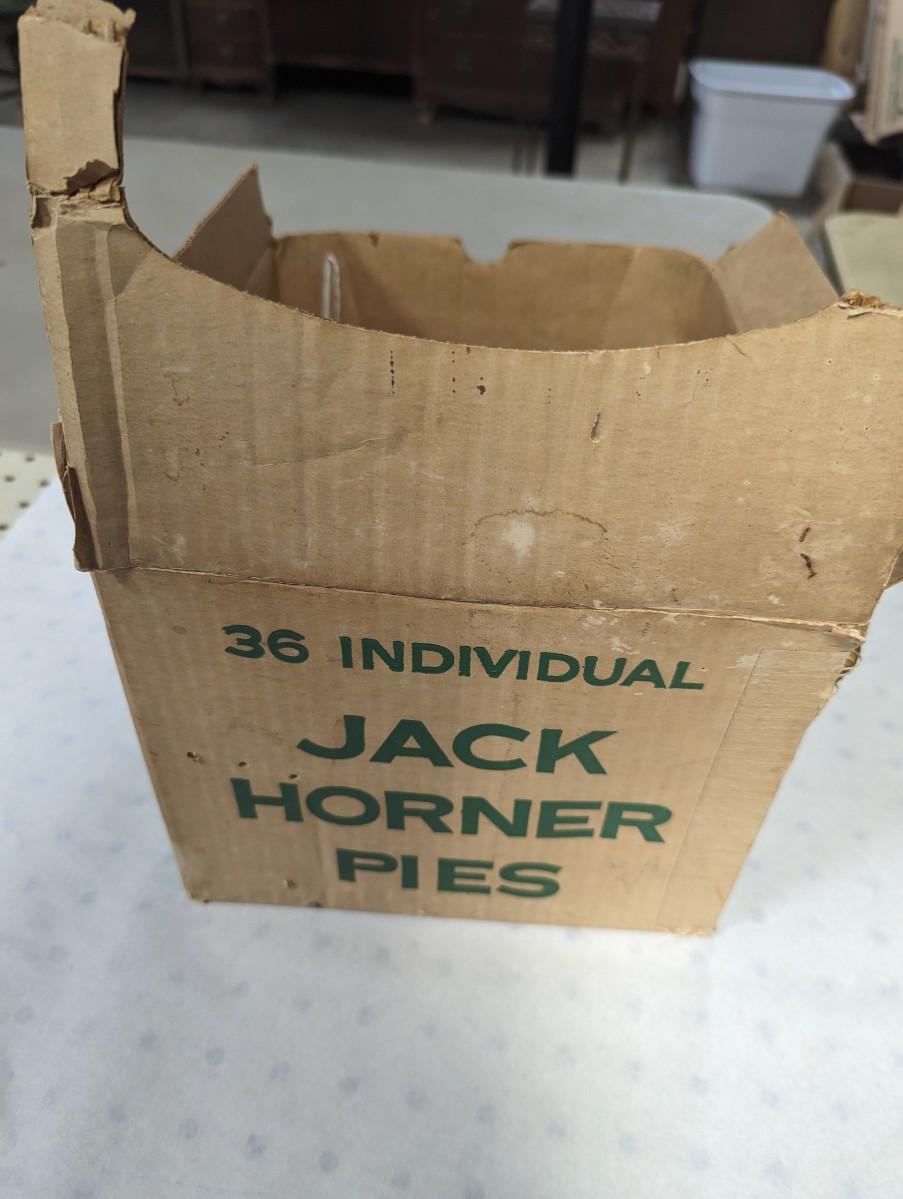 36 INDIVIDUAL
JACK
HORNER
PIES